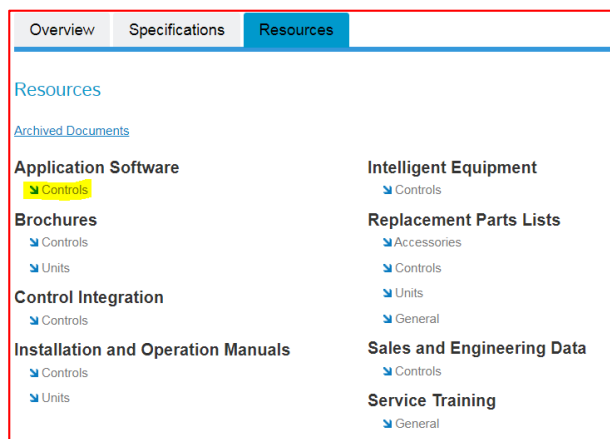 Overview Specifications Resources
Resources
Archived Documents
Application Software
Controls
Brochures
Controls
Units
Control Integration
Controls
Installation and Operation Manuals
Controls
Units
Intelligent Equipment
Controls
Replacement Parts Lists
Accessories
Controls
Units
General
Sales and Engineering Data
Controls
Service Training
General